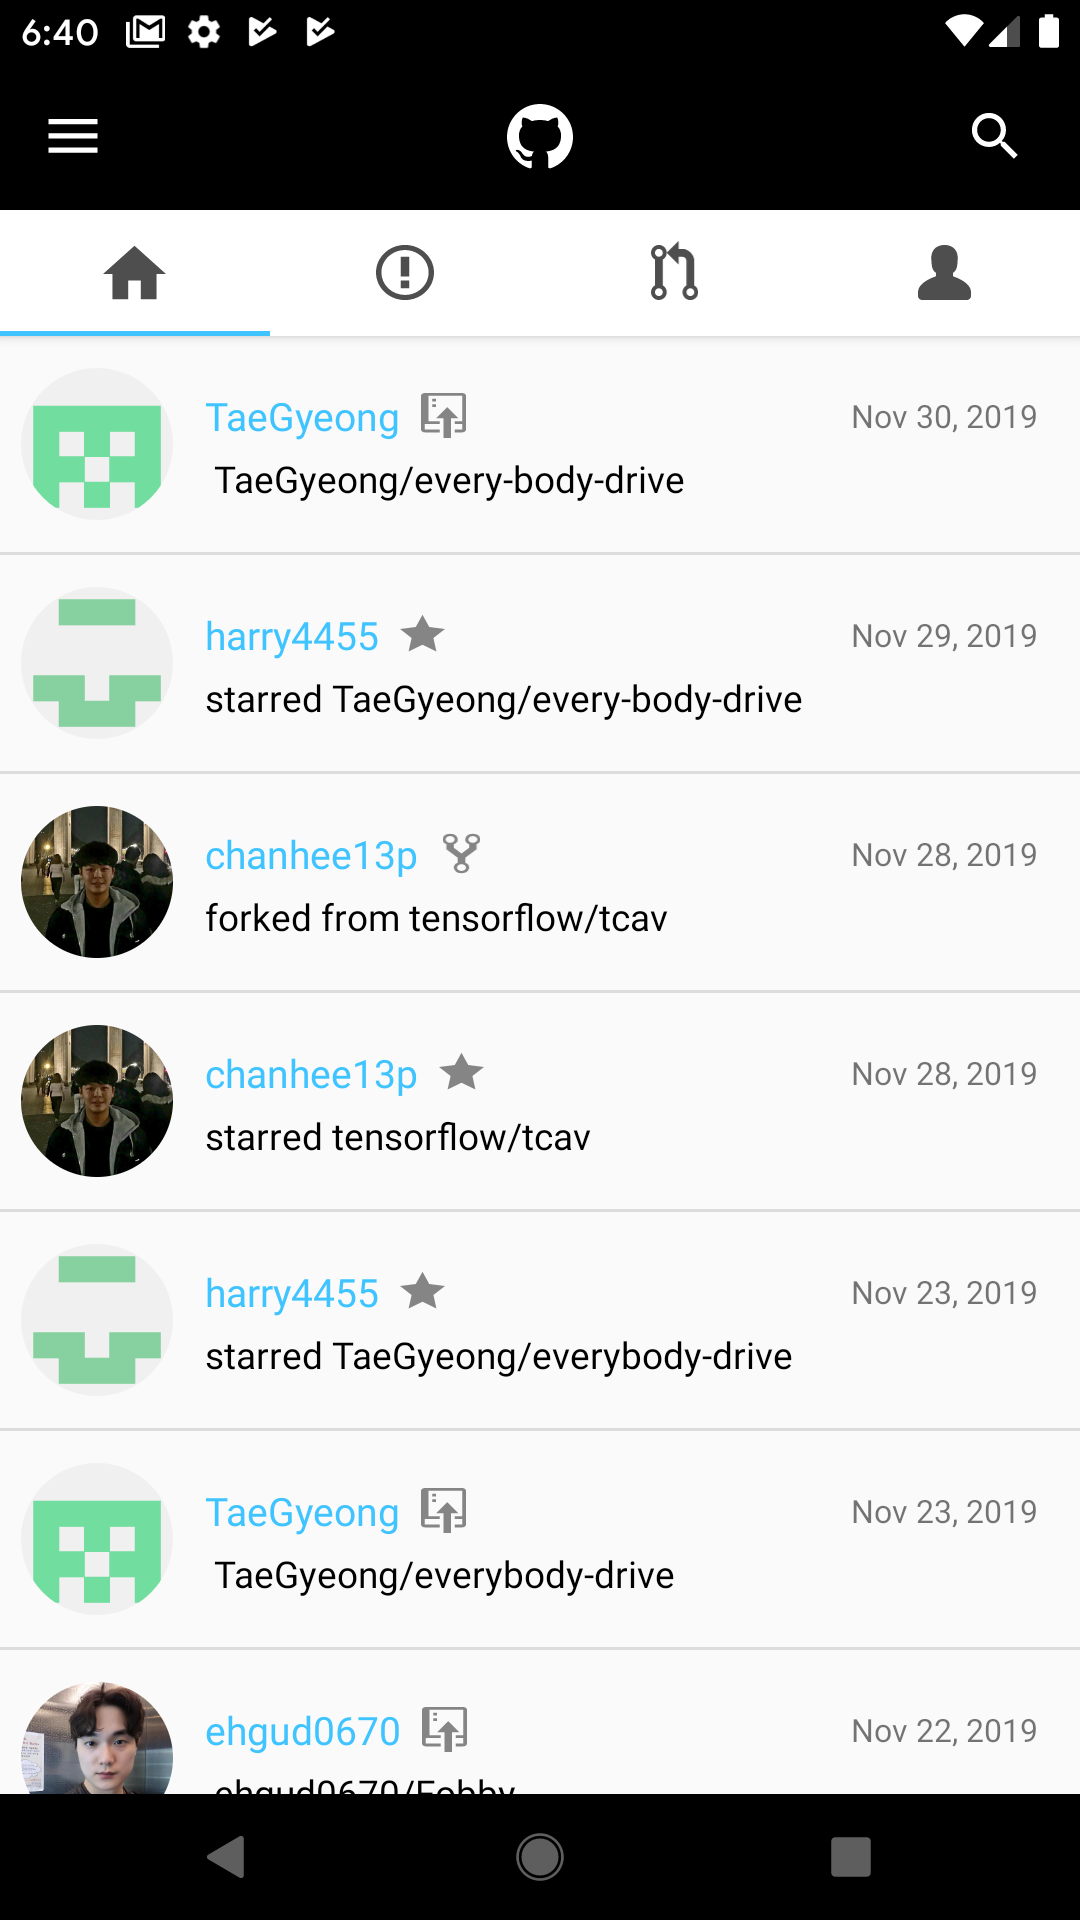 6:40
TaeGyeong
Nov 30, 2019
TaeGyeong/every-body-drive
harry4455
Nov 29, 2019
starred TaeGyeong/every-body-drive
chanhee13p
Nov 28, 2019
forked from tensorflow/tcav
chanhee13p
Nov 28, 2019
starred tensorflow/tcav
harry4455
Nov 23, 2019
starred TaeGyeong/everybody-drive
TaeGyeong
Nov 23, 2019
TaeGyeong/everybody-drive
ehgud0670
Nov 22, 2019